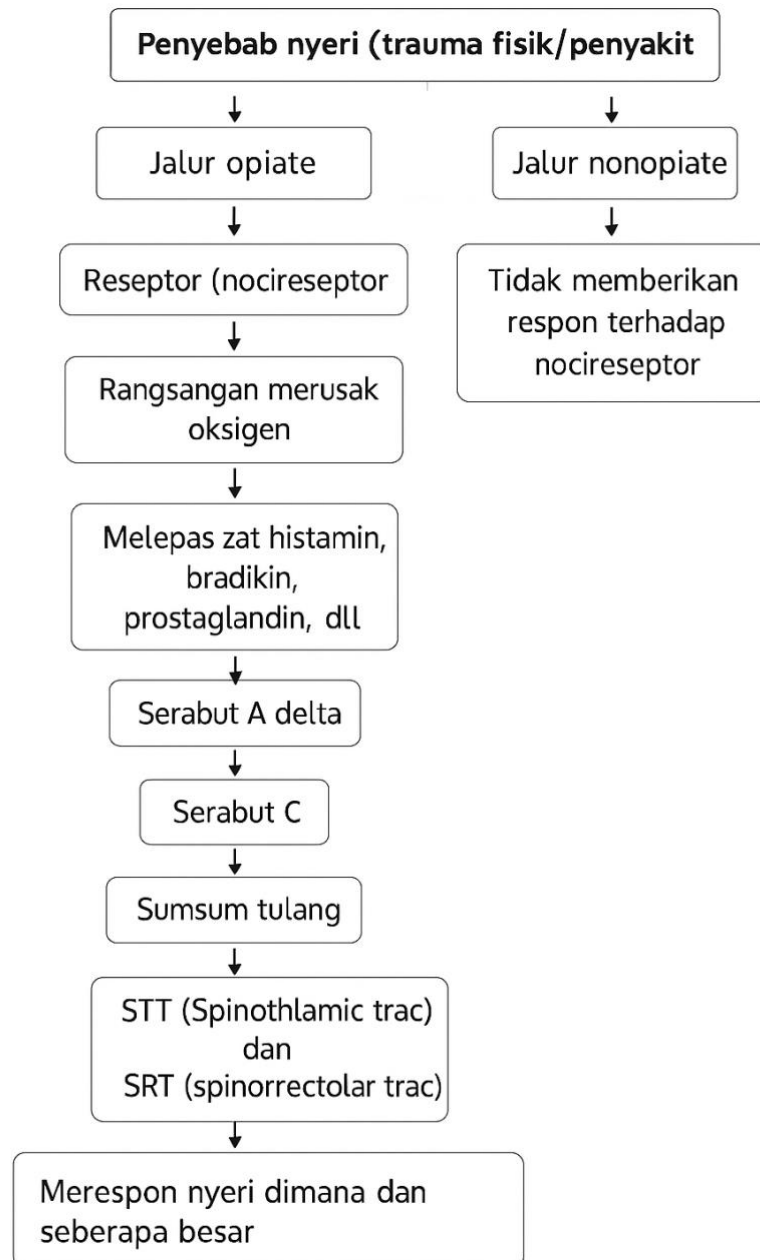 Penyebab nyeri (trauma fisik/penyakit
Jalur opiate
Jalur nonopiate
Reseptor (nocireseptor
Tidak memberikan
respon terhadap
nocireseptor
Rangsangan merusak
oksigen
Melepas zat histamin,
bradikin,
prostaglandin, dll
Serabut A delta
Serabut C
Sumsum tulang
STT (Spinothlamic trac)
dan
SRT (spinorrectolar trac)
Merespon nyeri dimana dan
seberapa besar